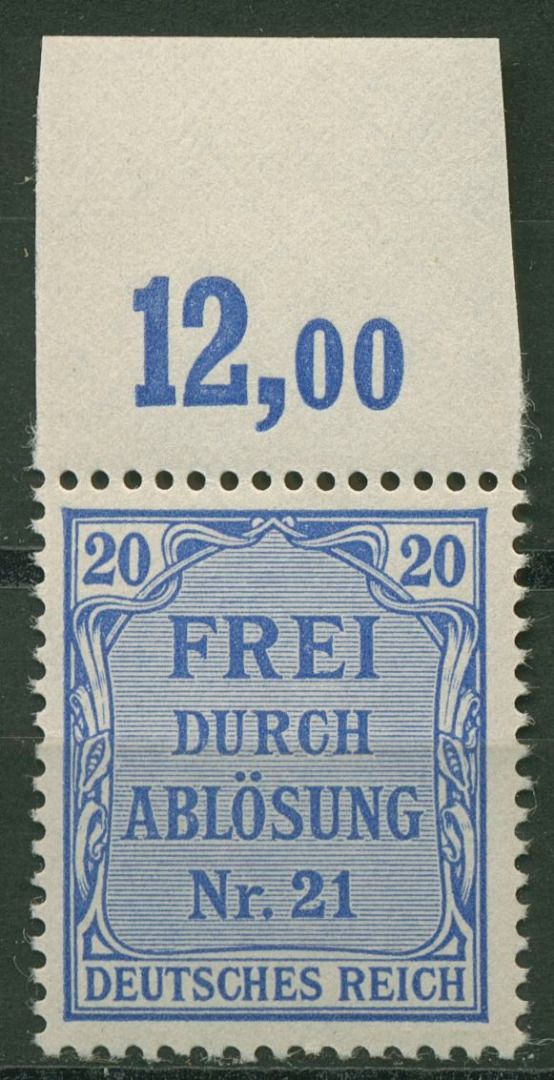 12,00
20 20
FREI
DURCH
ABLÖSUNG
Nr. 21
DEUTSCHES REICH